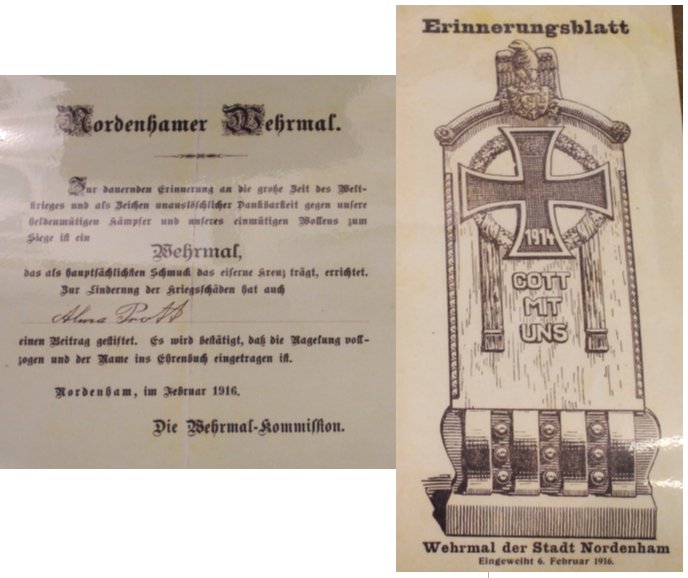 Nordenhamer Wehrmal.
Zur dauernden Erinnerung an die große Zeit des Welt-
krieges und als Zeichen unauslöschlicher Dankbarkeit gegen unsere
heldenmütigen Kämpfer und unseres einmütigen Wollens zum
Siege ist ein
Wehrmal,
das als hauptsächlichsten Schmuck das eiserne Kreuz trägt, errichtet.
Zur Linderung der Kriegsschäden hat auch
Alma Prott
einen Beitrag gestiftet. Es wird bestätigt, daß die Nagelung voll-
zogen und der Name ins Ehrenbuch eingetragen ist.
Nordenham, im Februar 1916.
Die Wehrmal-Kommission.
Erinnerungsblatt
1914
GOTT
MIT
UNS
Wehrmal der Stadt Nordenham
Eingeweiht 6. Februar 1916.